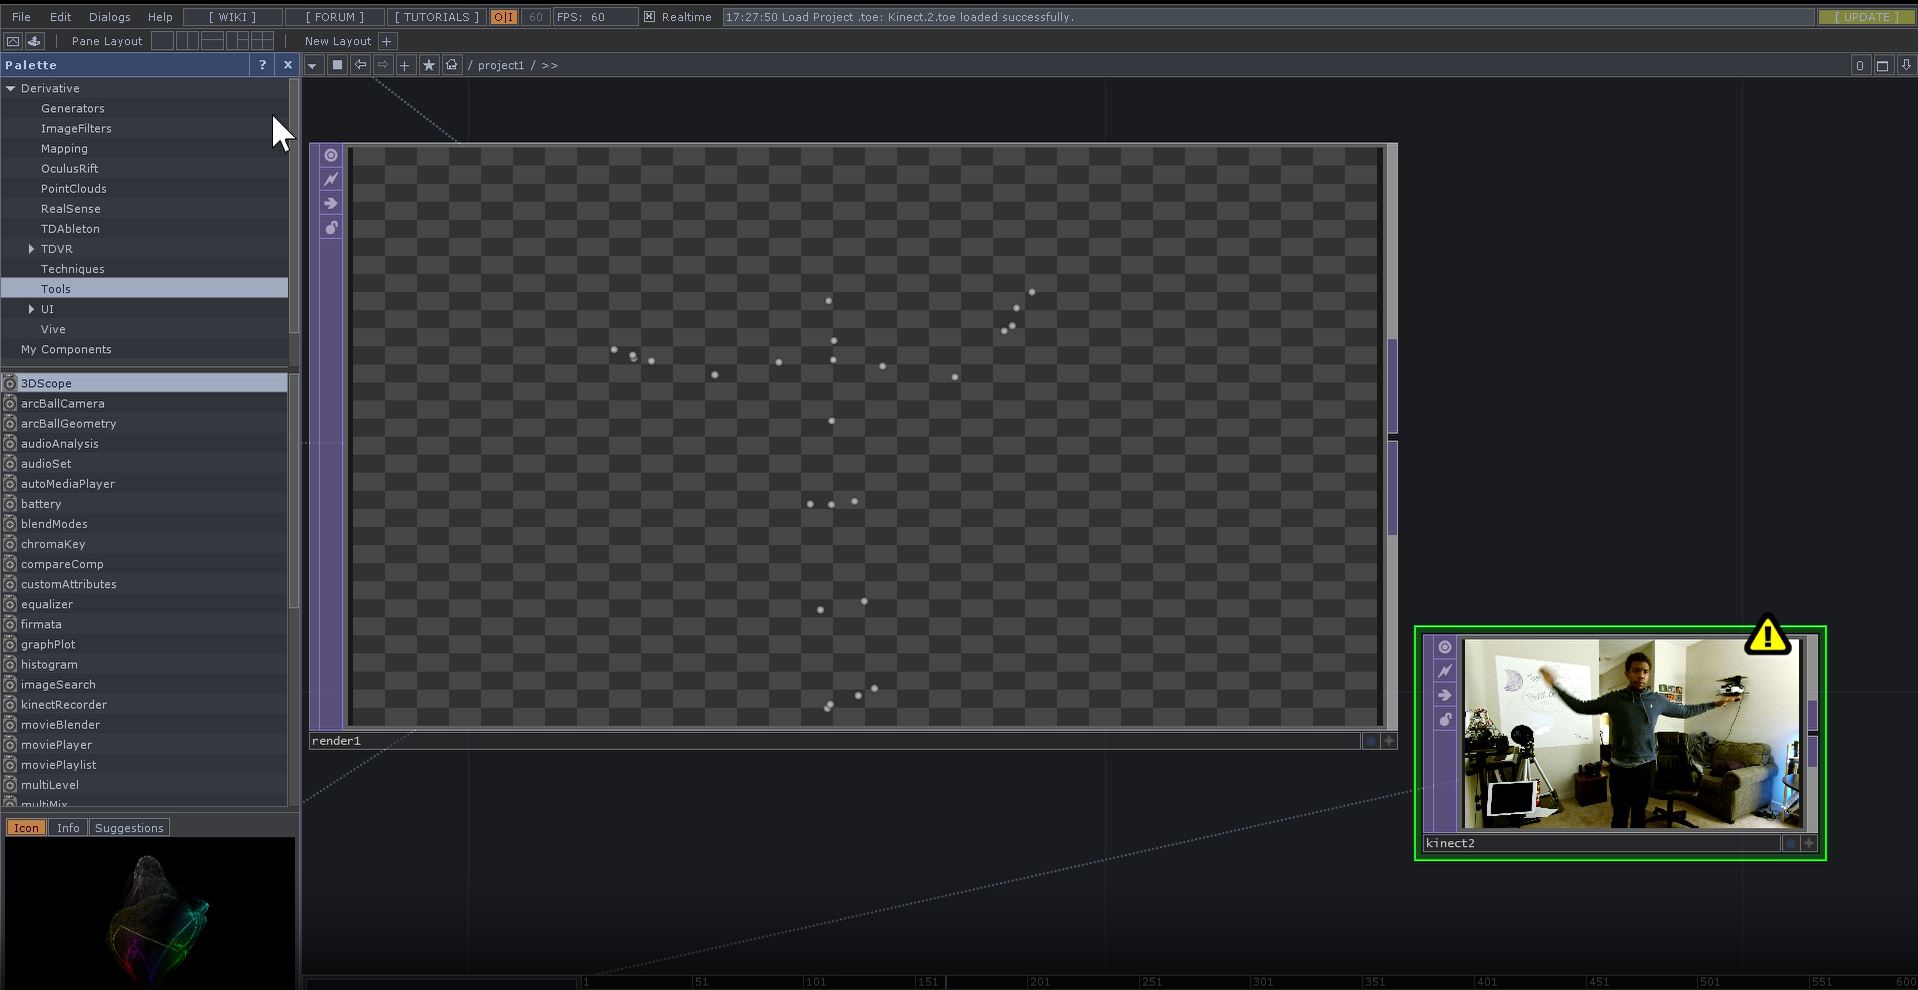 File Edit Dialogs Help [ WIKI ] [ FORUM ] [ TUTORIALS ] O|I 60 FPS: 60 Realtime 17:27:50 Load Project .toe: Kinect.2.toe loaded successfully. [ UPDATE ]
Pane Layout New Layout +
Palette ? x / project1 / >> 0
Derivative
Generators
ImageFilters
Mapping
OculusRift
PointClouds
RealSense
TDAbleton
TDVR
Techniques
Tools
UI
Vive
My Components
3DScope
arcBallCamera
arcBallGeometry
audioAnalysis
audioSet
autoMediaPlayer
battery
blendModes
chromaKey
compareComp
customAttributes
equalizer
firmata
graphPlot
histogram
imageSearch
kinectRecorder
movieBlender
moviePlayer
moviePlaylist
multiLevel
multiMix
render1
kinect2
Icon Info Suggestions
1 51 101 151 201 251 301 351 401 451 501 551 600